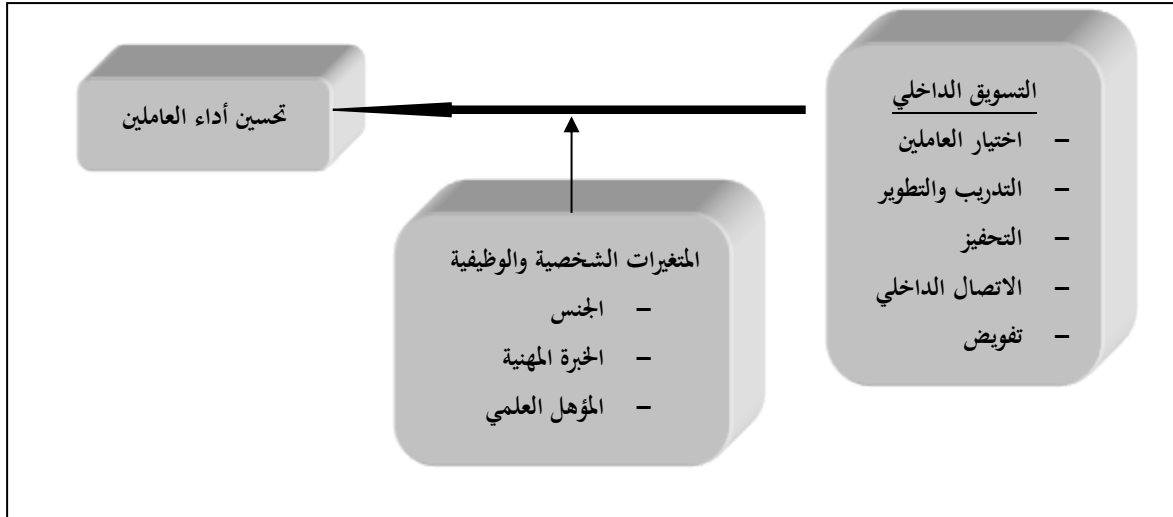 التسويق الداخلي
– اختيار العاملين
– التدريب والتطوير
– التحفيز
– الاتصال الداخلي
– تفويض
تحسين أداء العاملين
المتغيرات الشخصية والوظيفية
– الجنس
– الخبرة المهنية
– المؤهل العلمي